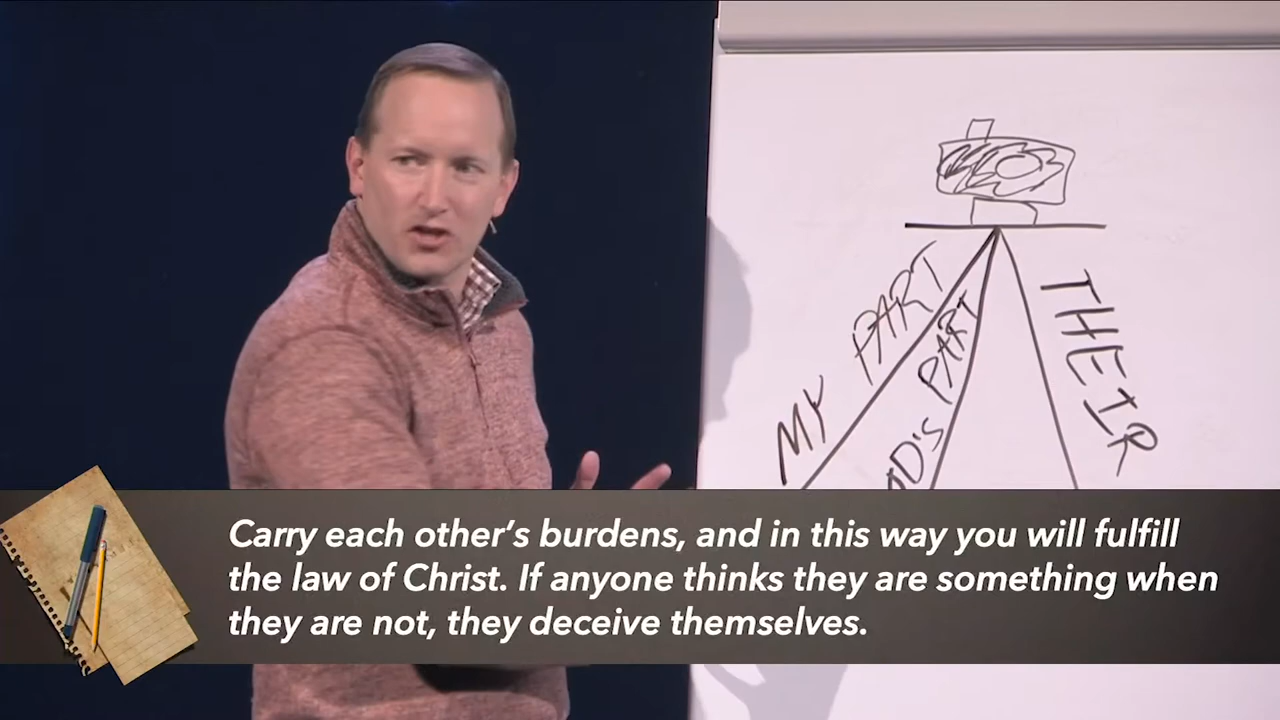 MY PART
PART
THEIR
Carry each other's burdens, and in this way you will fulfill
the law of Christ. If anyone thinks they are something when
they are not, they deceive themselves.